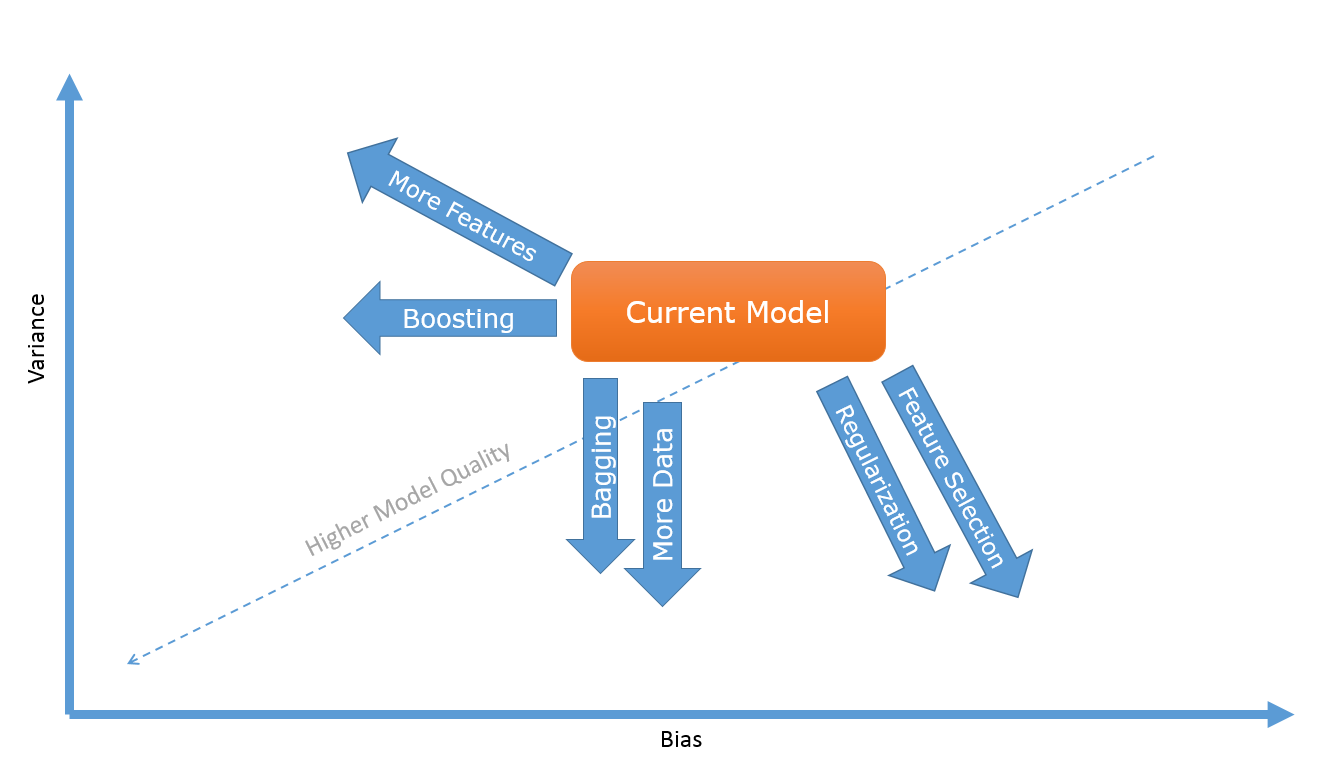 More Features
Current Model
Boosting
Variance
Bagging
More Data
Regularization
Feature Selection
Higher Model Quality
Bias